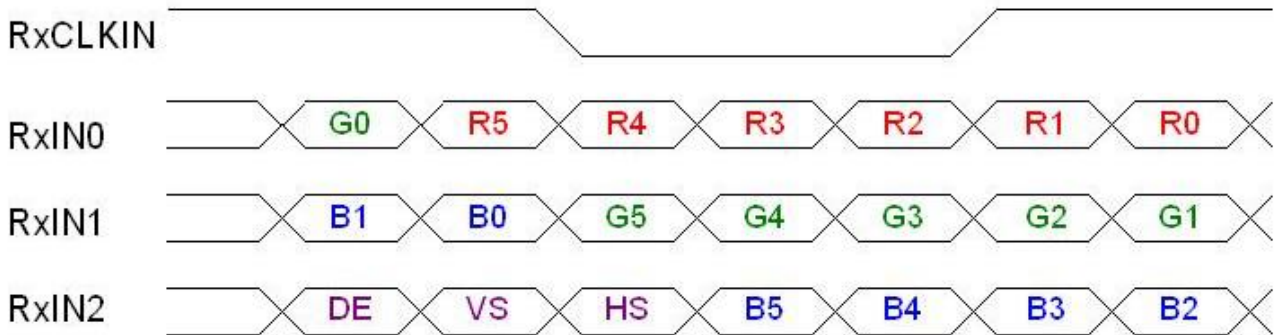 RxCLKIN
RxIN0 G0 R5 R4 R3 R2 R1 R0
RxIN1 B1 B0 G5 G4 G3 G2 G1
RxIN2 DE VS HS B5 B4 B3 B2